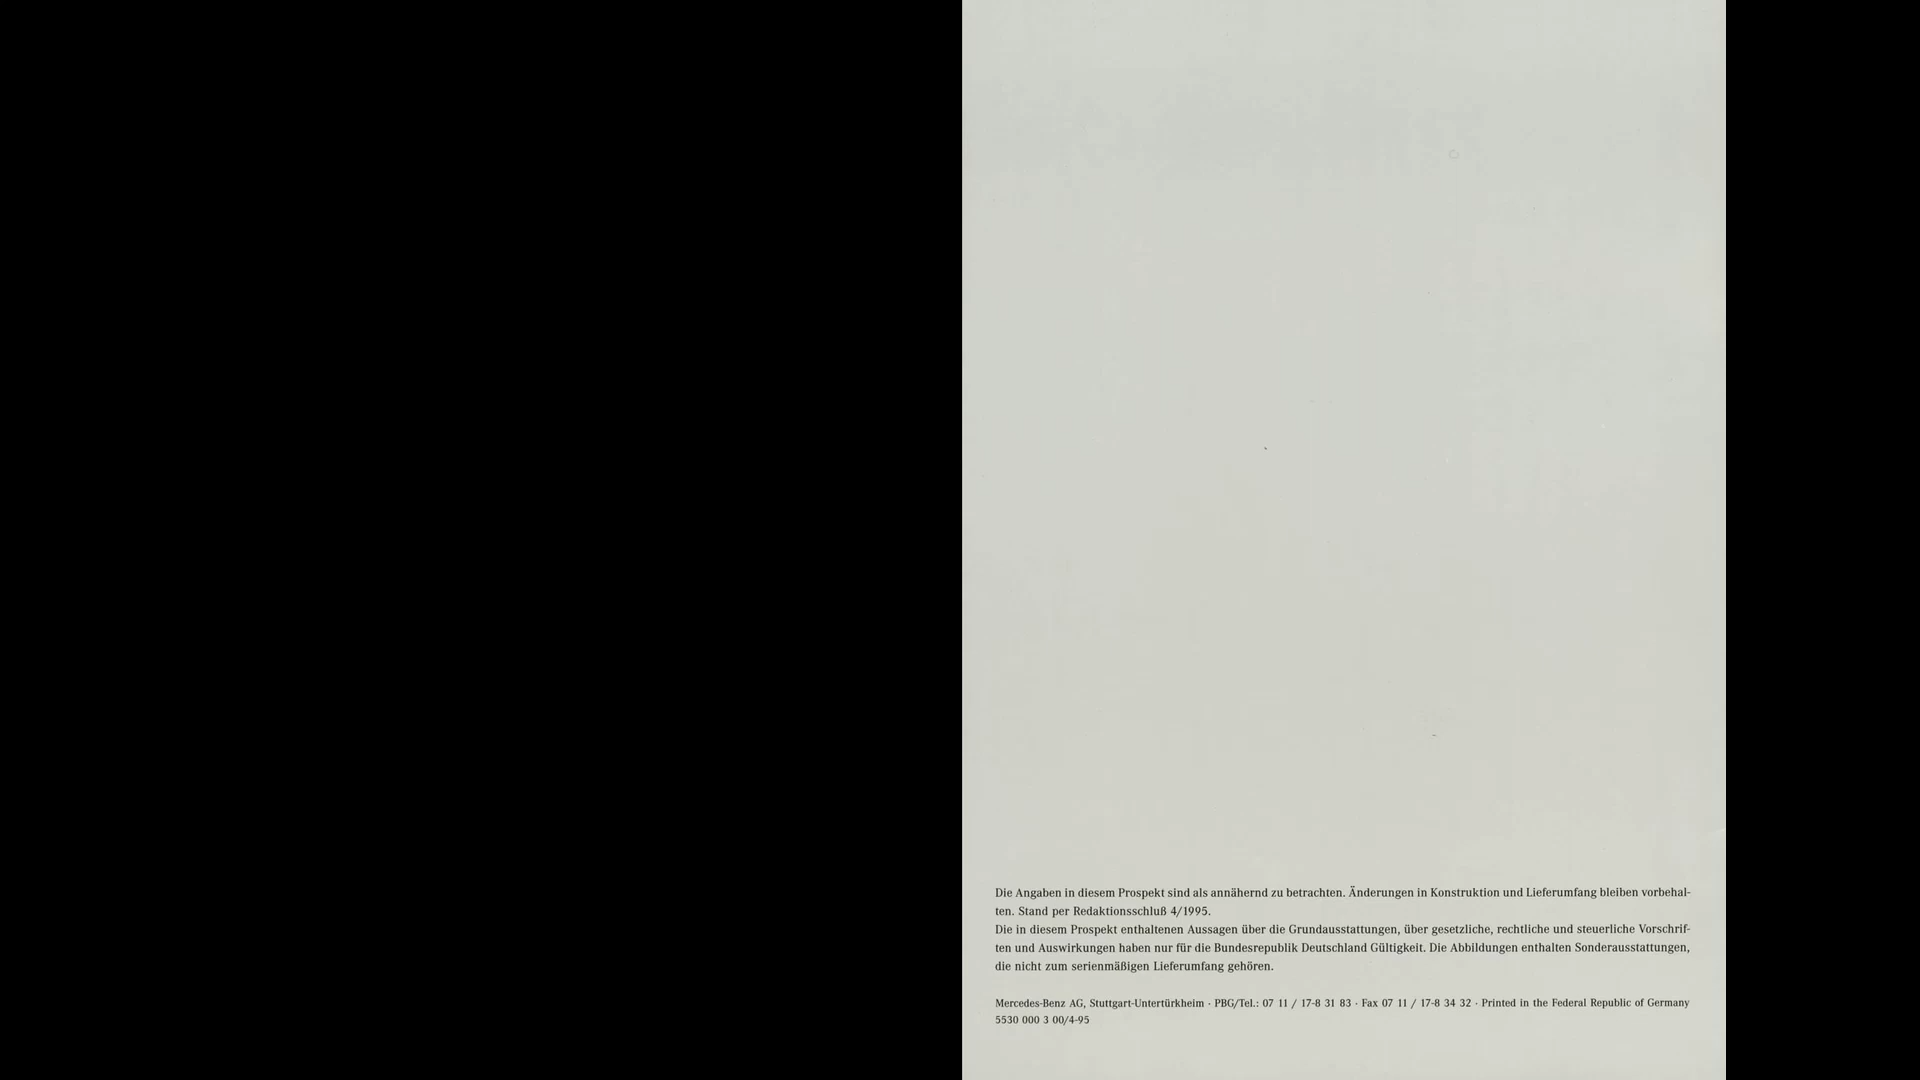 Die Angaben in diesem Prospekt sind als annähernd zu betrachten. Änderungen in Konstruktion und Lieferumfang bleiben vorbehal-
ten. Stand per Redaktionsschluß 4/1995.
Die in diesem Prospekt enthaltenen Aussagen über die Grundausstattungen, über gesetzliche, rechtliche und steuerliche Vorschrif-
ten und Auswirkungen haben nur für die Bundesrepublik Deutschland Gültigkeit. Die Abbildungen enthalten Sonderausstattungen,
die nicht zum serienmäßigen Lieferumfang gehören.
Mercedes-Benz AG, Stuttgart-Untertürkheim · PBG/Tel.: 07 11 / 17-8 31 83 · Fax 07 11 / 17-8 34 32 · Printed in the Federal Republic of Germany
5530 000 3 00/4-95